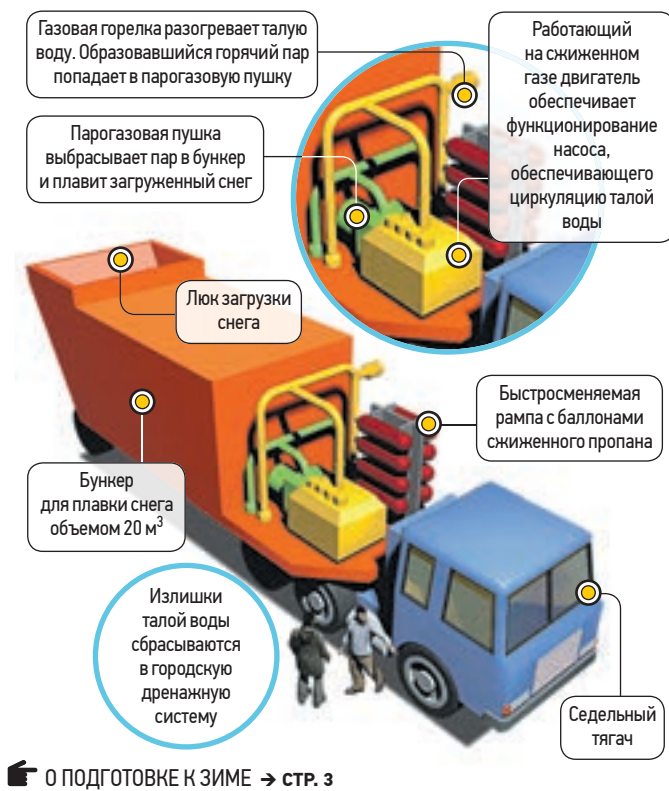 Газовая горелка разогревает талую
воду. Образовавшийся горячий пар
попадает в парогазовую пушку
Работающий
на сжиженном
газе двигатель
обеспечивает
функционирование
насоса,
обеспечивающего
циркуляцию талой
воды
Парогазовая пушка
выбрасывает пар в бункер
и плавит загруженный снег
Люк загрузки
снега
Быстросменяемая
рампа с баллонами
сжиженного пропана
Бункер
для плавки снега
объемом 20 м³
Излишки
талой воды
сбрасываются
в городскую
дренажную
систему
Седельный
тягач
О ПОДГОТОВКЕ К ЗИМЕ → СТР. 3